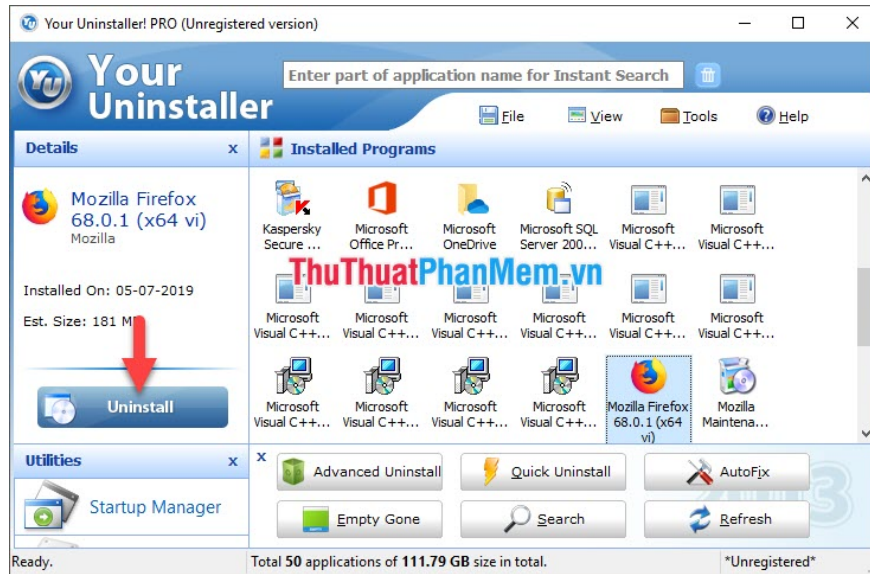 Your Uninstaller! PRO (Unregistered version)
Your
Uninstaller
Enter part of application name for Instant Search
File View Tools Help
Details x
Installed Programs
Mozilla Firefox
68.0.1 (x64 vi)
Mozilla
Installed On: 05-07-2019
Est. Size: 181
Uninstall
Kaspersky
Secure ...
Microsoft
Office Pr...
Microsoft
OneDrive
Microsoft SQL
Server 200...
Microsoft
Visual C++...
Microsoft
Visual C++...
ThuThuatPhanMem.vn
Microsoft
Visual C++...
Microsoft
Visual C++...
Microsoft
Visual C++...
Microsoft
Visual C++...
Microsoft
Visual C++...
Microsoft
Visual C++...
Microsoft
Visual C++...
Microsoft
Visual C++...
Microsoft
Visual C++...
Microsoft
Visual C++...
Mozilla Firefox
68.0.1 (x64
vi)
Mozilla
Maintena...
Utilities x
Startup Manager
x
Advanced Uninstall Quick Uninstall AutoFix
Empty Gone Search Refresh
Ready. Total 50 applications of 111.79 GB size in total. *Unregistered*